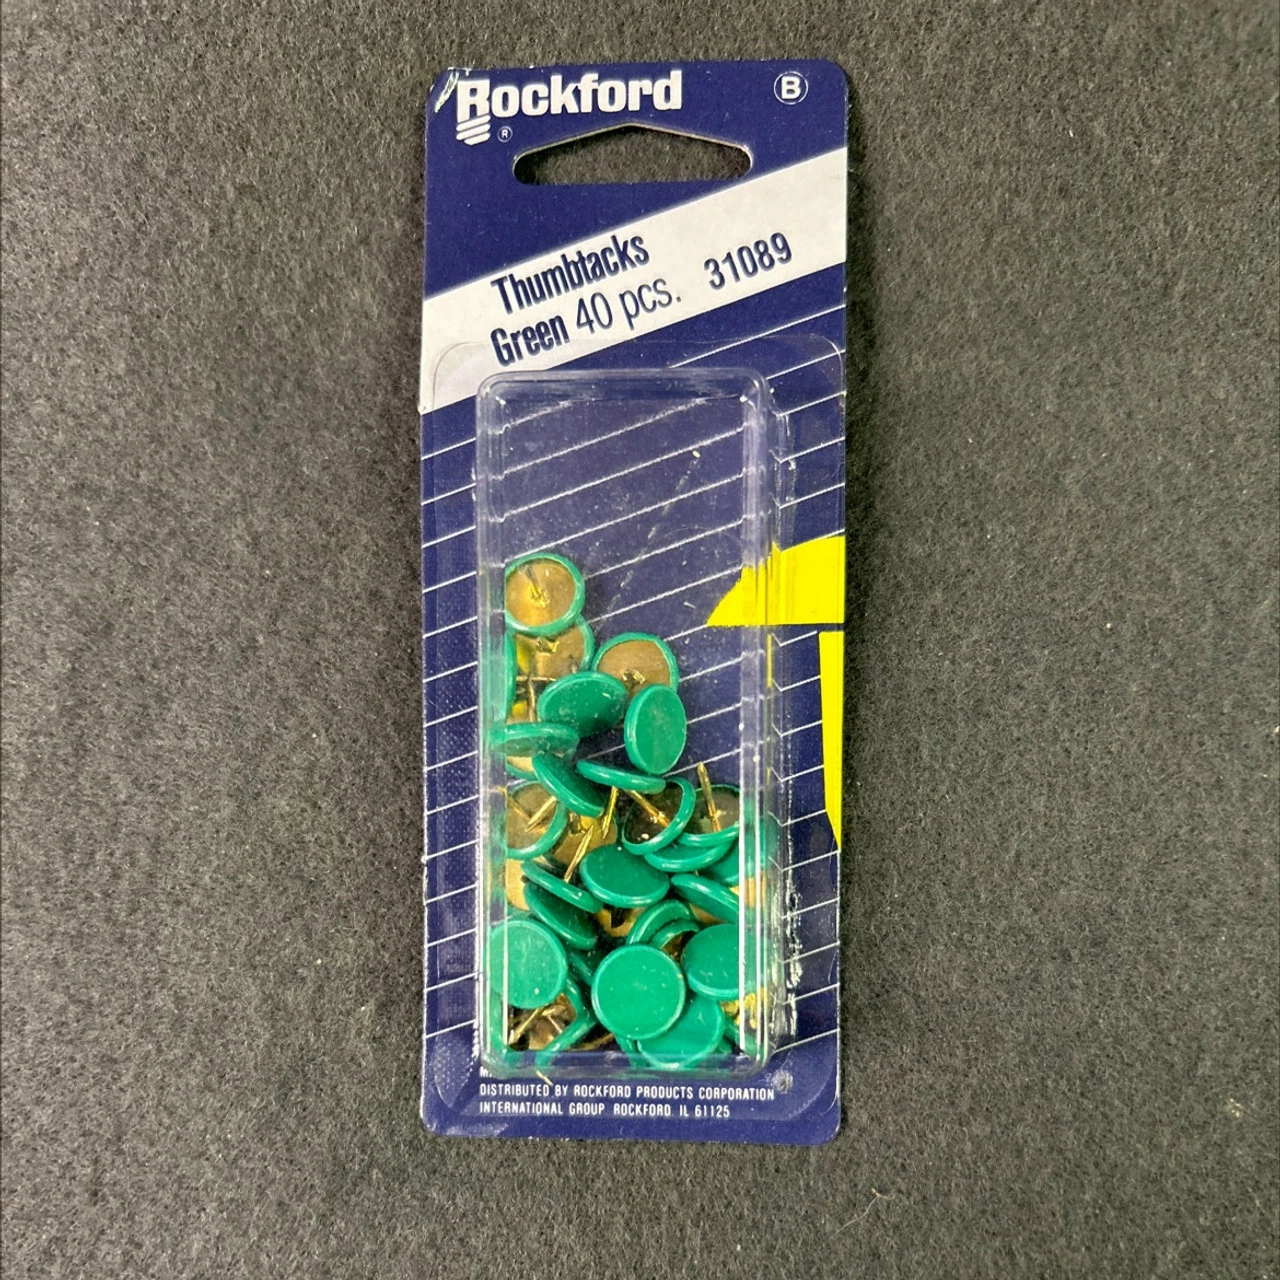 Rockford
®
B
Thumbtacks
Green 40 pcs. 31089
DISTRIBUTED BY ROCKFORD PRODUCTS CORPORATION
INTERNATIONAL GROUP ROCKFORD IL 61125